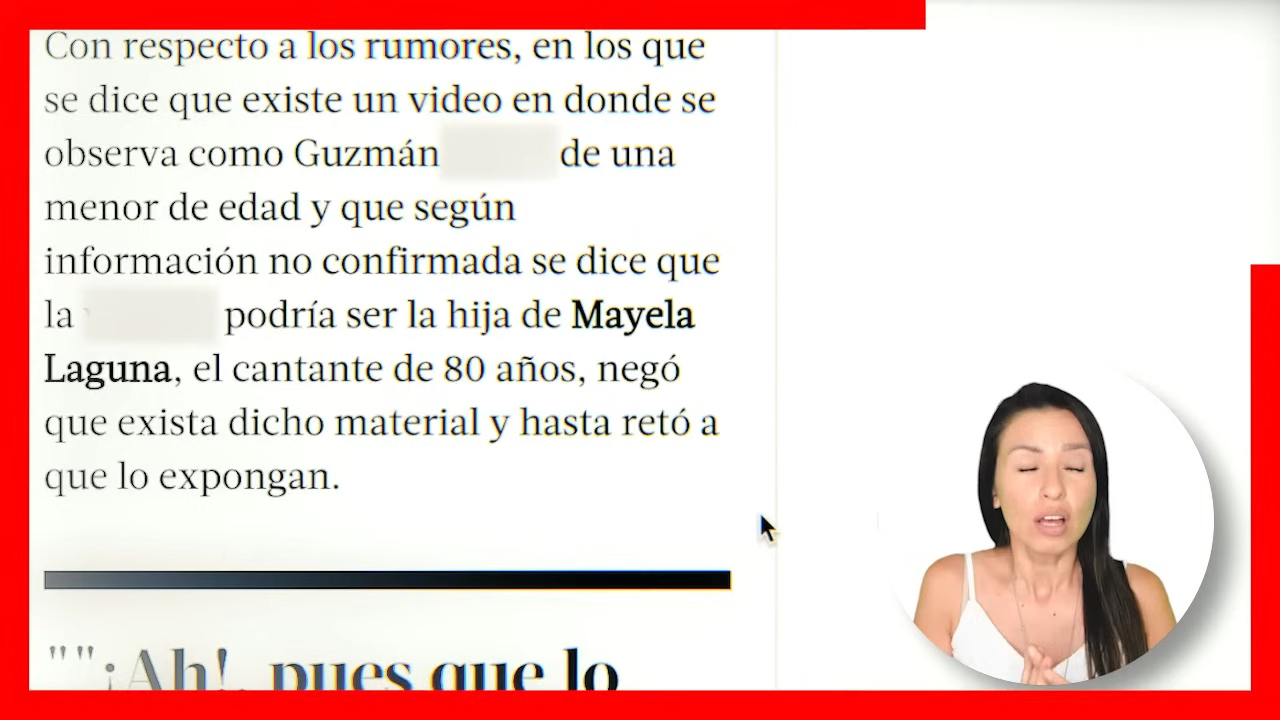 Con respecto a los rumores, en los que
se dice que existe un video en donde se
observa como Guzmán de una
menor de edad y que según
información no confirmada se dice que
la podría ser la hija de Mayela
Laguna, el cantante de 80 años, negó
que exista dicho material y hasta retó a
que lo expongan.
""¡Ah!, pues que lo